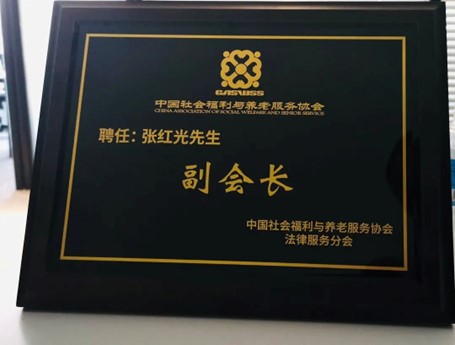 CASWSS
中国社会福利与养老服务协会
CHINA ASSOCIATION OF SOCIAL WELFARE AND SENIOR SERVICE
聘任：张红光先生
副会长
中国社会福利与养老服务协会
法律服务分会